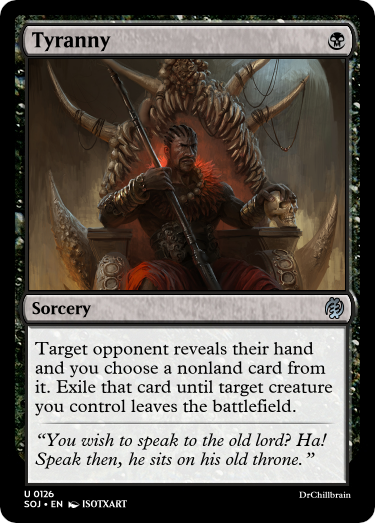 Tyranny
Sorcery
Target opponent reveals their hand
and you choose a nonland card from
it. Exile that card until target creature
you control leaves the battlefield.
“You wish to speak to the old lord? Ha!
Speak then, he sits on his old throne.”
U 0126
SOJ • EN ISOTXART
DrChillbrain